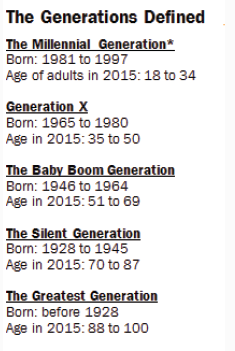 The Generations Defined
The Millennial Generation*
Born: 1981 to 1997
Age of adults in 2015: 18 to 34
Generation X
Born: 1965 to 1980
Age in 2015: 35 to 50
The Baby Boom Generation
Born: 1946 to 1964
Age in 2015: 51 to 69
The Silent Generation
Born: 1928 to 1945
Age in 2015: 70 to 87
The Greatest Generation
Born: before 1928
Age in 2015: 88 to 100